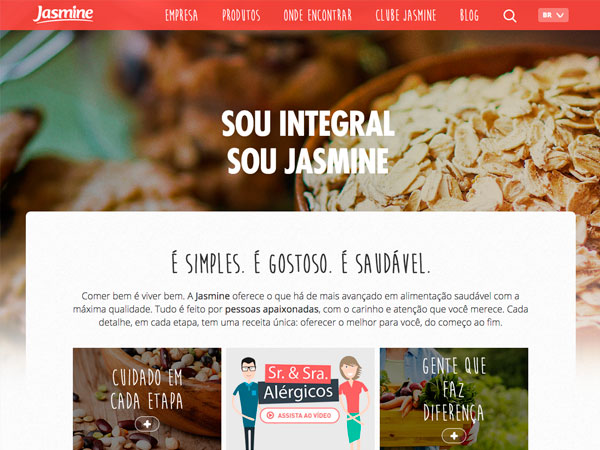 Jasmine
EMPRESA PRODUTOS ONDE ENCONTRAR CLUBE JASMINE BLOG BR
SOU INTEGRAL
SOU JASMINE
É SIMPLES. É GOSTOSO. É SAUDÁVEL.
Comer bem é viver bem. A Jasmine oferece o que há de mais avançado em alimentação saudável com a
máxima qualidade. Tudo é feito por pessoas apaixonadas, com o carinho e atenção que você merece. Cada
detalhe, em cada etapa, tem uma receita única: oferecer o melhor para você, do começo ao fim.
CUIDADO EM
CADA ETAPA
Sr. & Sra.
Alérgicos
ASSISTA AO VÍDEO
GENTE QUE
FAZ
DIFERENÇA